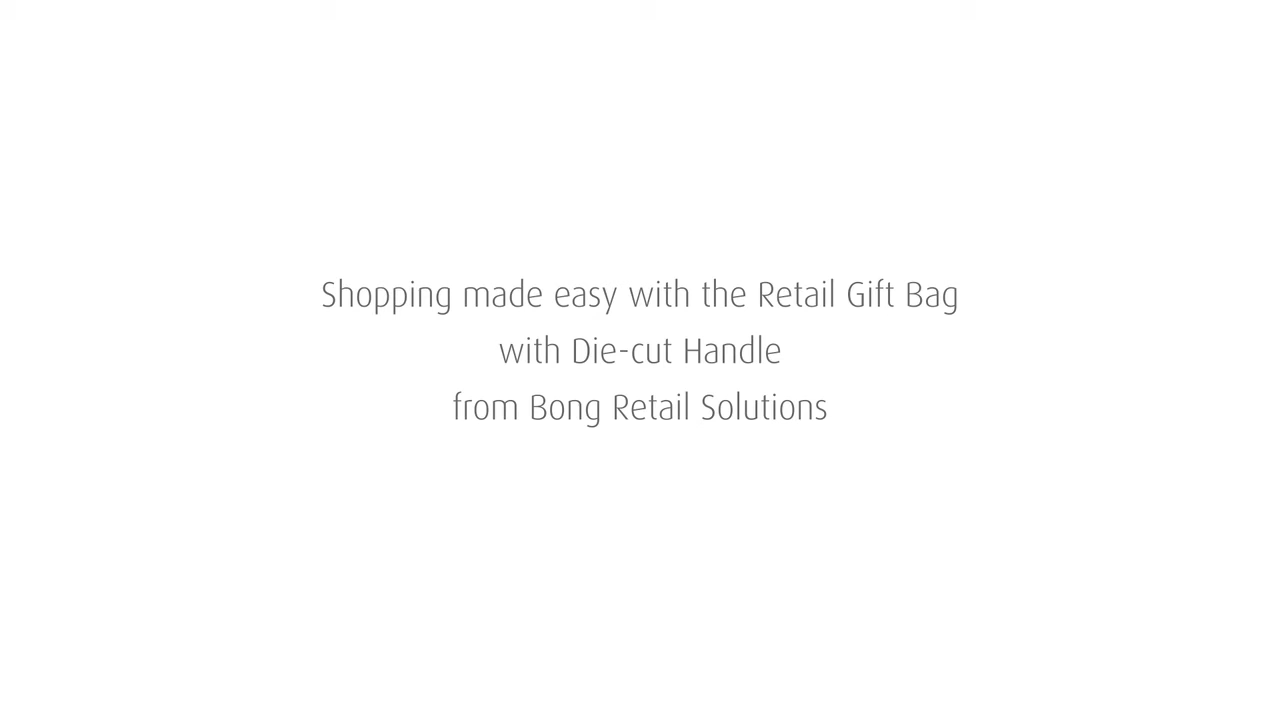 Shopping made easy with the Retail Gift Bag
with Die-cut Handle
from Bong Retail Solutions